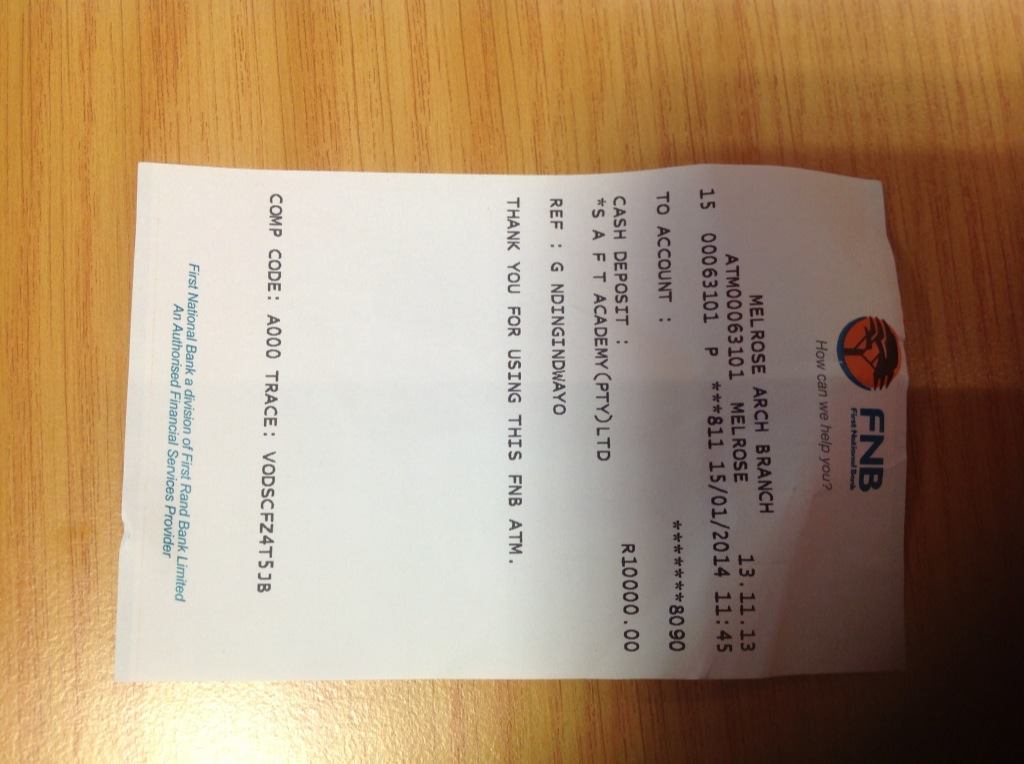 FNB
First National Bank
How can we help you?
MELROSE ARCH BRANCH
ATM00063101 MELROSE 13.11.13
15 00063101 P ***811 15/01/2014 11:45
TO ACCOUNT : *******8090
CASH DEPOSIT : R10000.00
*S A F T ACADEMY(PTY)LTD
REF : G NDINGINDWAYO
THANK YOU FOR USING THIS FNB ATM.
COMP CODE: A000 TRACE: VODSCFZ4T5JB
First National Bank a division of First Rand Bank Limited
An Authorised Financial Services Provider